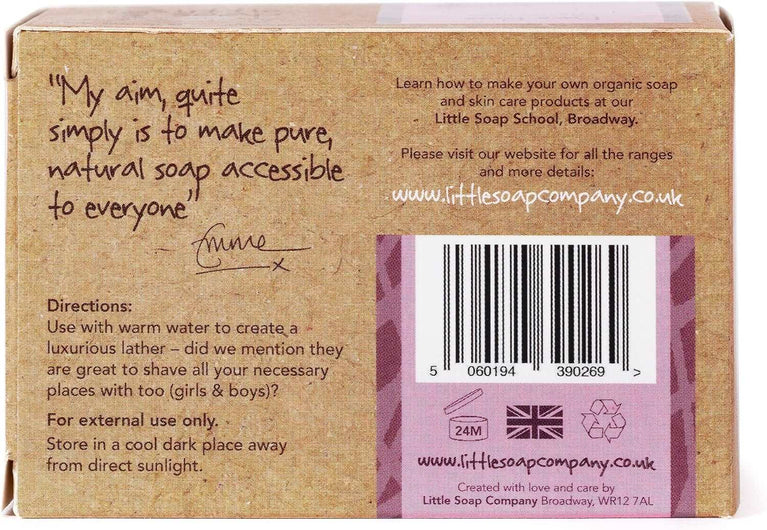 "My aim, quite
simply is to make pure,
natural soap accessible
to everyone"
Emma
x
Directions:
Use with warm water to create a
luxurious lather – did we mention they
are great to shave all your necessary
places with too (girls & boys)?
For external use only.
Store in a cool dark place away
from direct sunlight.
Learn how to make your own organic soap
and skin care products at our
Little Soap School, Broadway.
Please visit our website for all the ranges
and more details:
www.littlesoapcompany.co.uk
5 060194 390269 >
24M
www.littlesoapcompany.co.uk
Created with love and care by
Little Soap Company Broadway, WR12 7AL